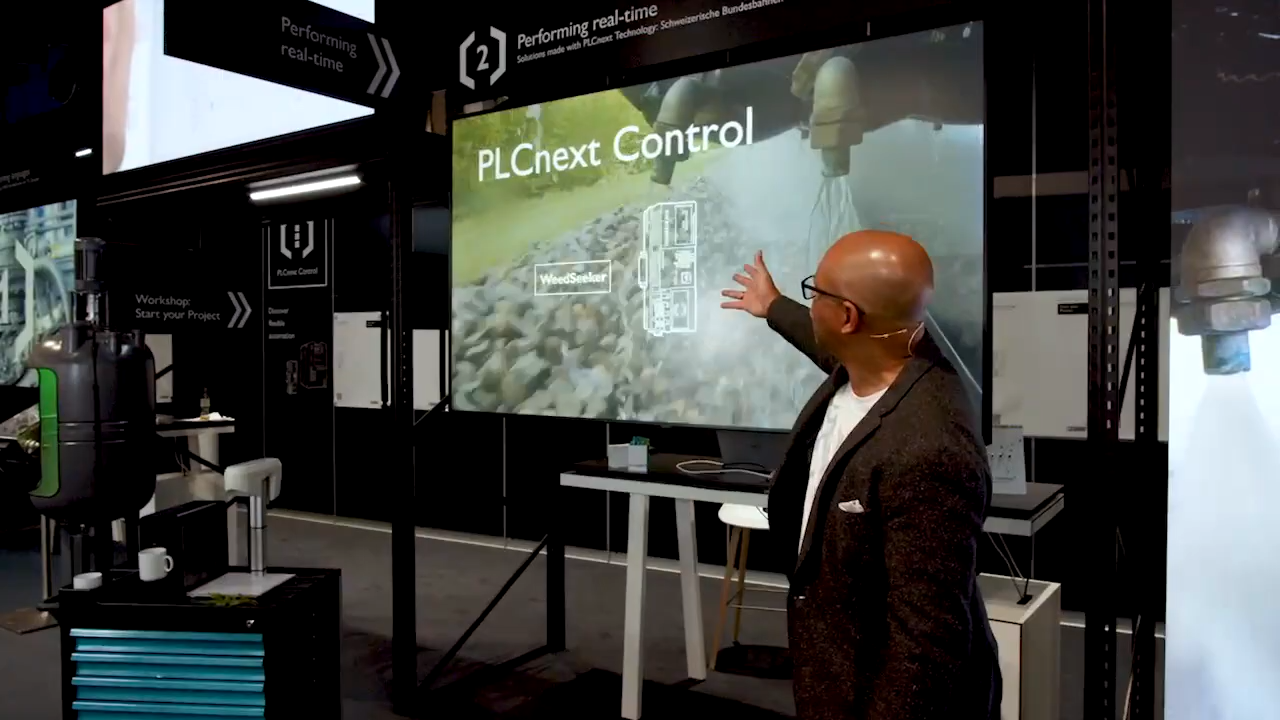 Performing
real-time
2
Performing real-time
Solutions made with PLCnext Technology: Schweizerische Bundesbahnen
PLCnext Control
WeedSeeker
PLCnext Control
Workshop:
Start your Project
Discover
flexible
automation